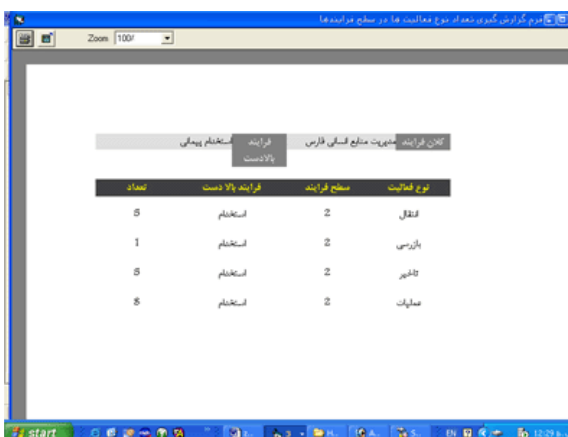 فرم گزارش گیری تعداد نوع فعالیت ها در سطح فرایندها
Zoom 100%
کلان فرایند مدیریت منابع انسانی فارس فرایند بالادست استخدام پیمانی
نوع فعالیت سطح فرایند فرایند بالا دست تعداد
انتقال 2 استخدام 5
بازرسی 2 استخدام 1
تاخیر 2 استخدام 5
عملیات 2 استخدام 8
start EN 12:29